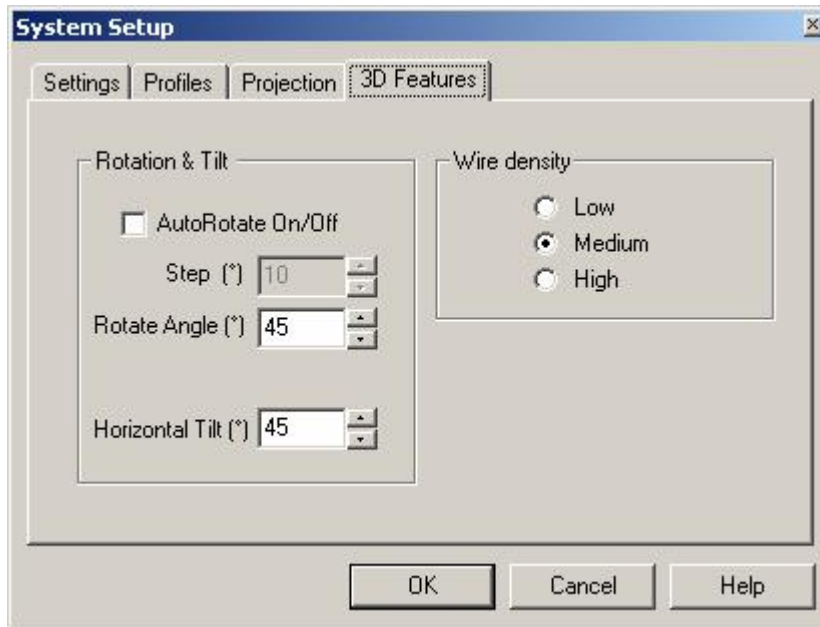 System Setup
Settings Profiles Projection 3D Features
Rotation & Tilt
AutoRotate On/Off
Step (°) 10
Rotate Angle (°) 45
Horizontal Tilt (°) 45
Wire density
Low
Medium
High
OK Cancel Help